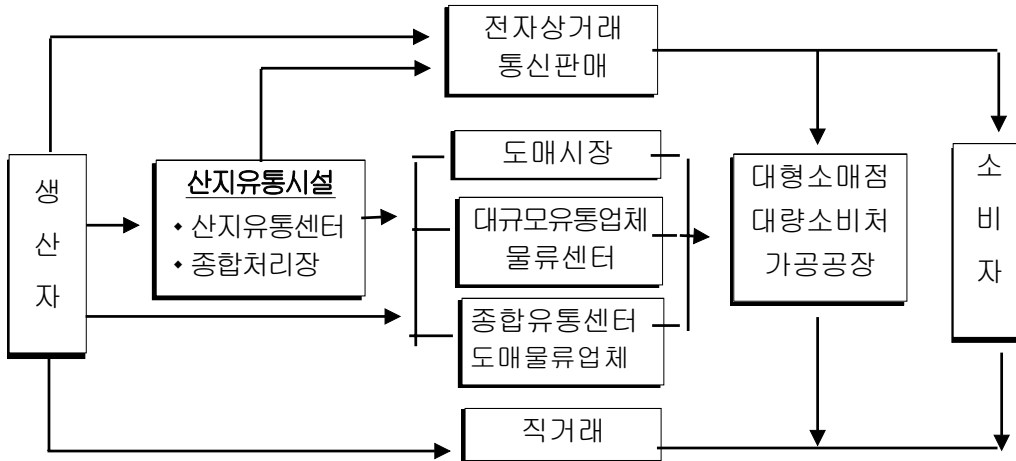 전자상거래
통신판매
생
산
자
산지유통시설
◆ 산지유통센터
◆ 종합처리장
도매시장
대규모유통업체
물류센터
종합유통센터
도매물류업체
직거래
대형소매점
대량소비처
가공공장
소
비
자